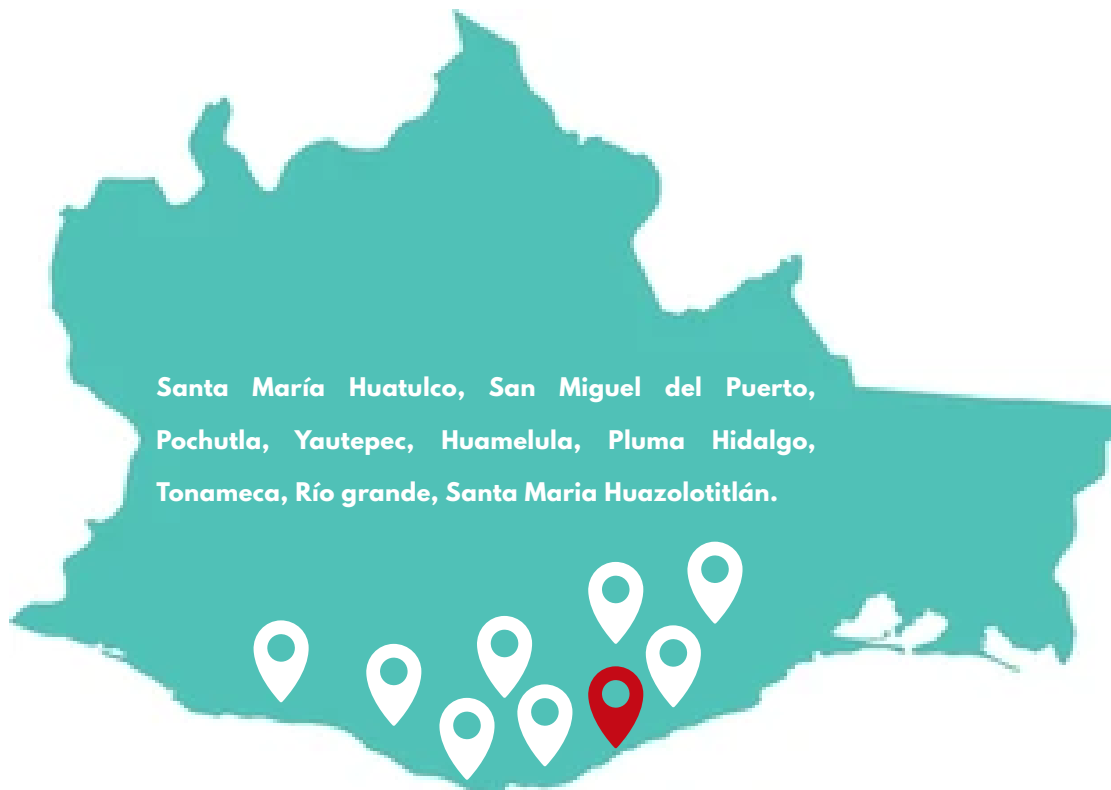 Santa María Huatulco, San Miguel del Puerto,
Pochutla, Yautepec, Huamelula, Pluma Hidalgo,
Tonameca, Río grande, Santa Maria Huazolotitlán.